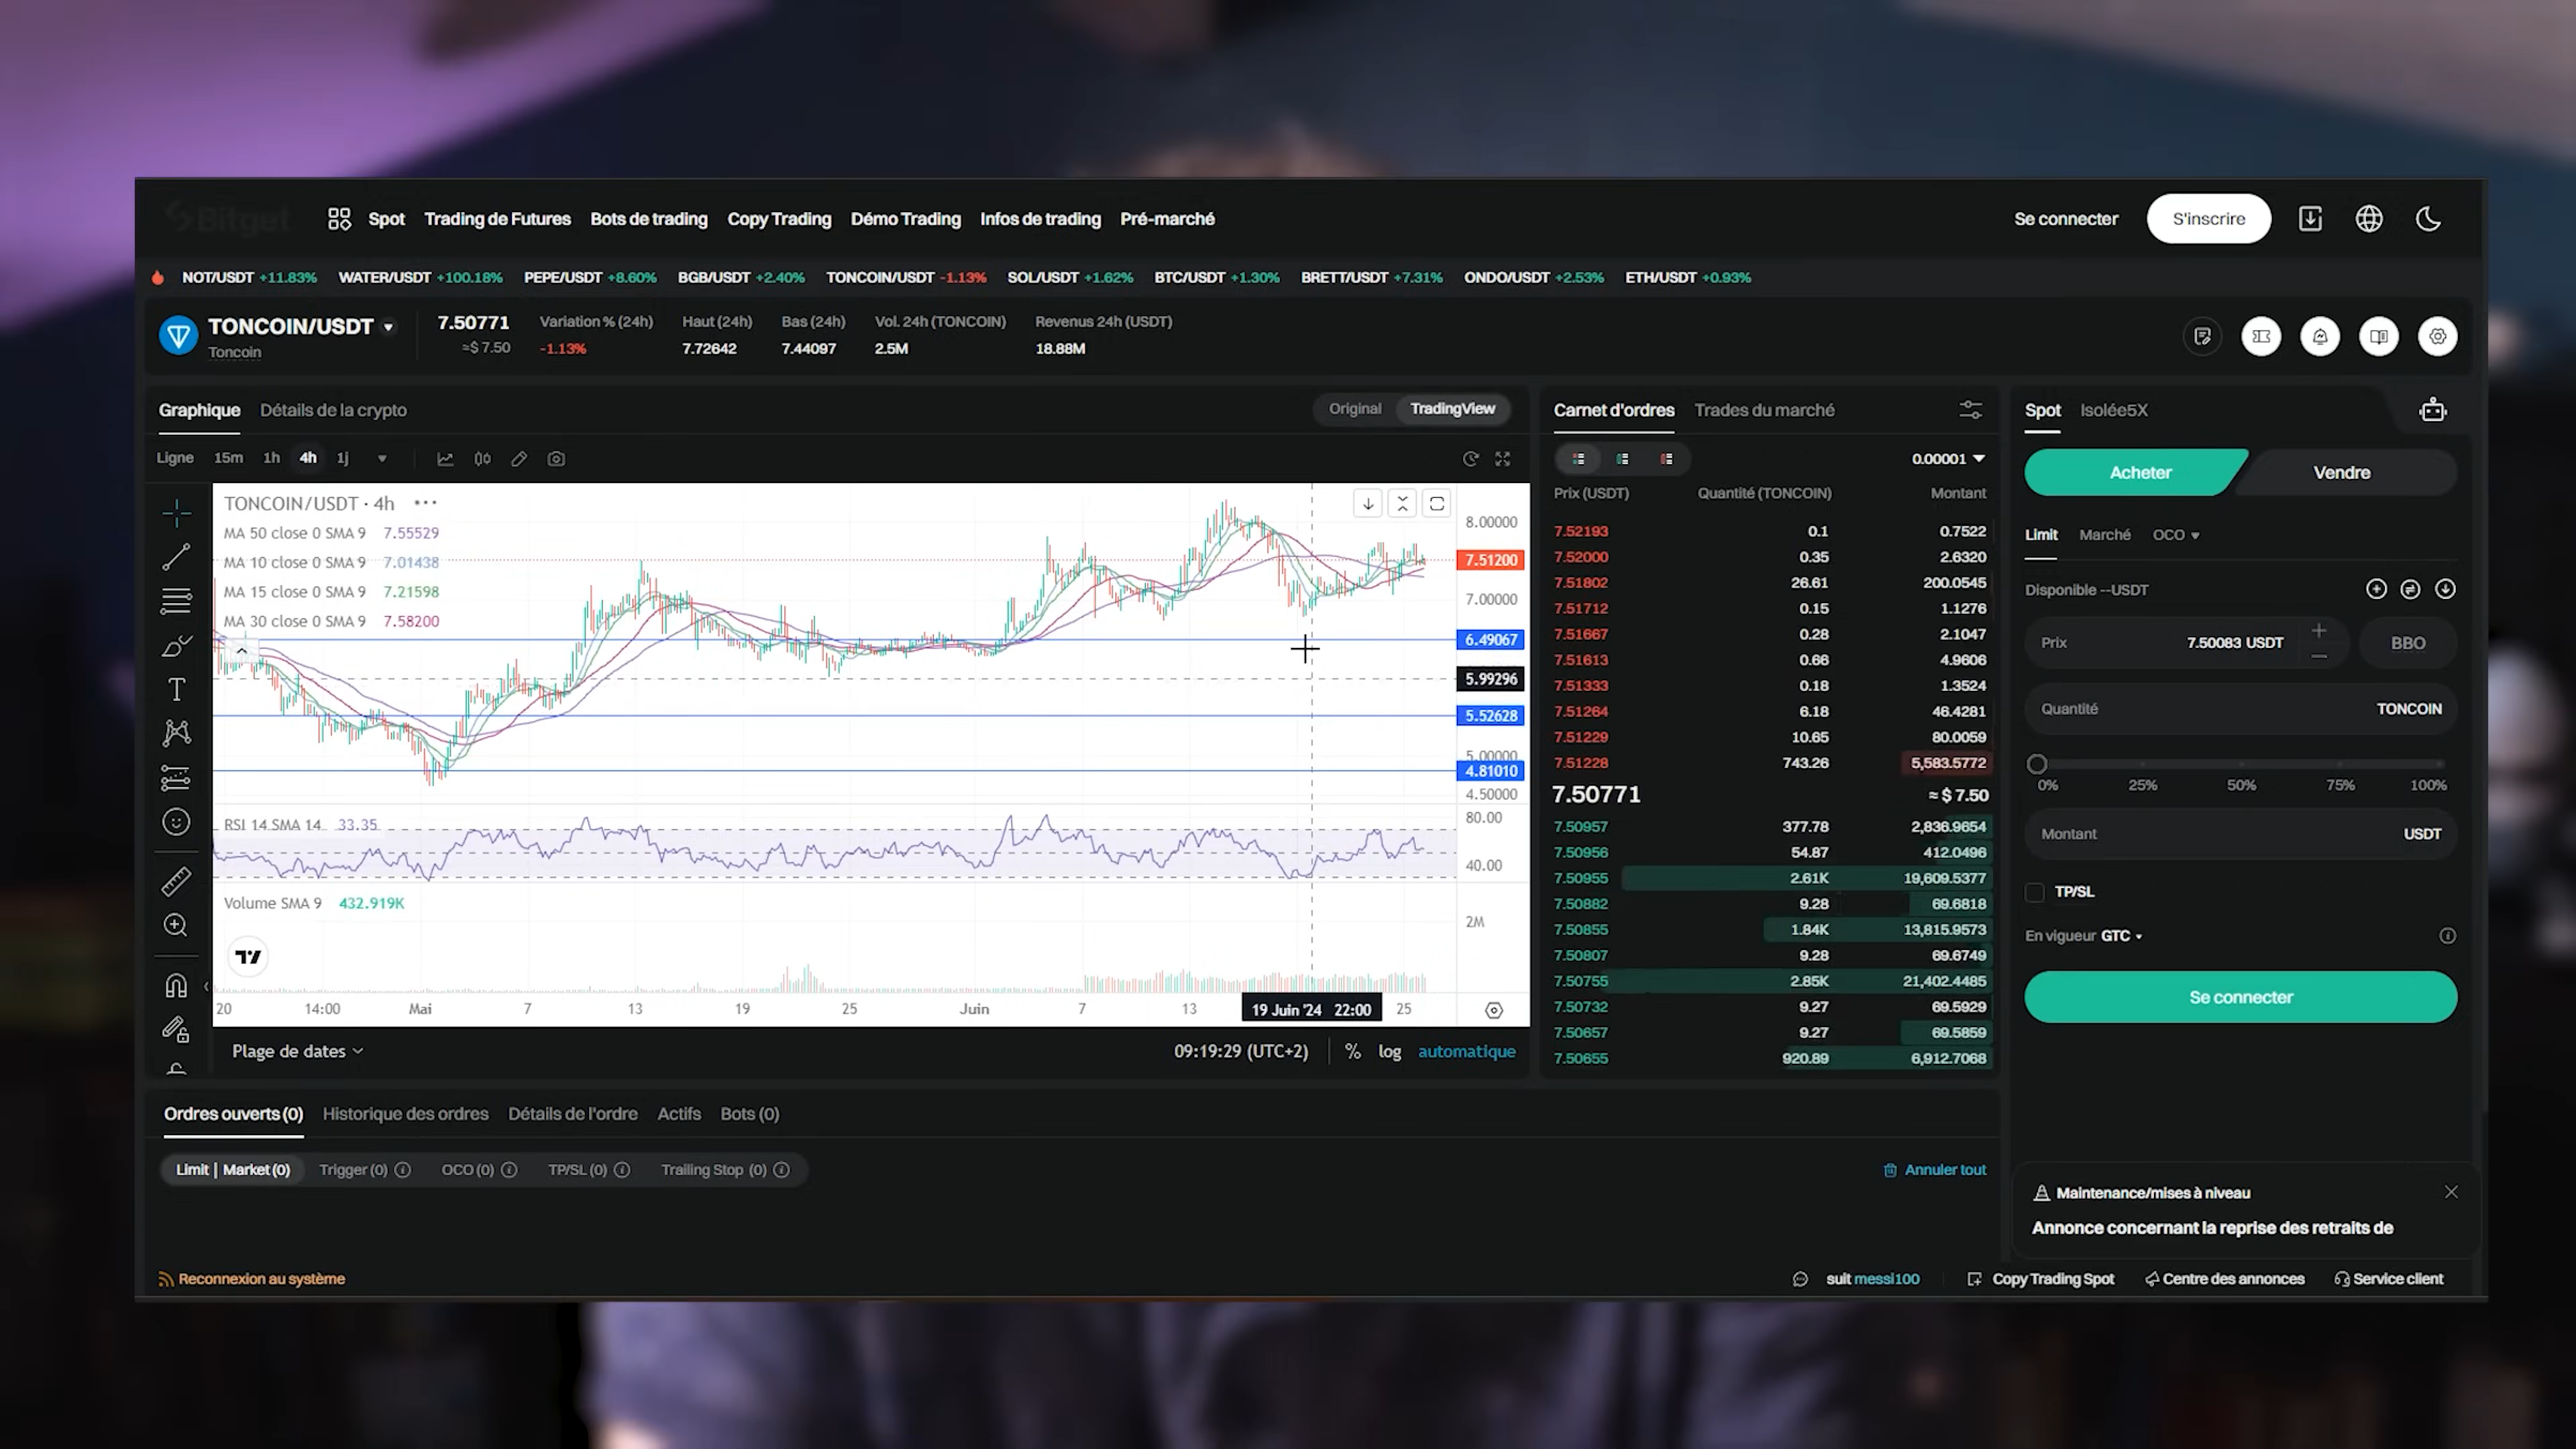 Bitget
Spot Trading de Futures Bots de trading Copy Trading Démo Trading Infos de trading Pré-marché
Se connecter S'inscrire
NOT/USDT +11.83% WATER/USDT +100.18% PEPE/USDT +8.60% BGB/USDT +2.40% TONCOIN/USDT -1.13% SOL/USDT +1.62% BTC/USDT +1.30% BRETT/USDT +7.31% ONDO/USDT +2.53% ETH/USDT +0.93%
TONCOIN/USDT 7.50771 Variation % (24h) Haut (24h) Bas (24h) Vol. 24h (TONCOIN) Revenus 24h (USDT)
Toncoin ≈$ 7.50 -1.13% 7.72642 7.44097 2.5M 18.88M
Graphique Détails de la crypto
Original TradingView
Ligne 15m 1h 4h 1j
TONCOIN/USDT · 4h
MA 50 close 0 SMA 9 7.55529
MA 10 close 0 SMA 9 7.01438
MA 15 close 0 SMA 9 7.21598
MA 30 close 0 SMA 9 7.58200
8.00000
7.51200
7.00000
6.49067
5.99296
5.52628
5.00000
4.81010
4.50000
RSI 14 SMA 14 33.35
80.00
40.00
Volume SMA 9 432.919K
2M
20 14:00 Mai 7 13 19 25 Juin 7 13 19 Juin '24 22:00 25
Plage de dates
09:19:29 (UTC+2) % log automatique
Carnet d'ordres Trades du marché
0.00001
Prix (USDT) Quantité (TONCOIN) Montant
7.52193 0.1 0.7522
7.52000 0.35 2.6320
7.51802 26.61 200.0545
7.51712 0.15 1.1276
7.51667 0.28 2.1047
7.51613 0.66 4.9606
7.51333 0.18 1.3524
7.51264 6.18 46.4281
7.51229 10.65 80.0059
7.51228 743.26 5,583.5772
7.50771 ≈ $ 7.50
7.50957 377.78 2,836.9654
7.50956 54.87 412.0496
7.50955 2.61K 19,609.5377
7.50882 9.28 69.6818
7.50855 1.84K 13,815.9573
7.50807 9.28 69.6749
7.50755 2.85K 21,402.4485
7.50732 9.27 69.5929
7.50657 9.27 69.5859
7.50655 920.89 6,912.7068
Spot Isolée5X
Acheter Vendre
Limit Marché OCO
Disponible --USDT
Prix 7.50083 USDT BBO
Quantité TONCOIN
0% 25% 50% 75% 100%
Montant USDT
TP/SL
En vigueur GTC
Se connecter
Ordres ouverts (0) Historique des ordres Détails de l'ordre Actifs Bots (0)
Limit | Market (0) Trigger (0) OCO (0) TP/SL (0) Trailing Stop (0)
Annuler tout
Maintenance/mises à niveau
Annonce concernant la reprise des retraits de
Reconnexion au système
suit messi100 Copy Trading Spot Centre des annonces Service client